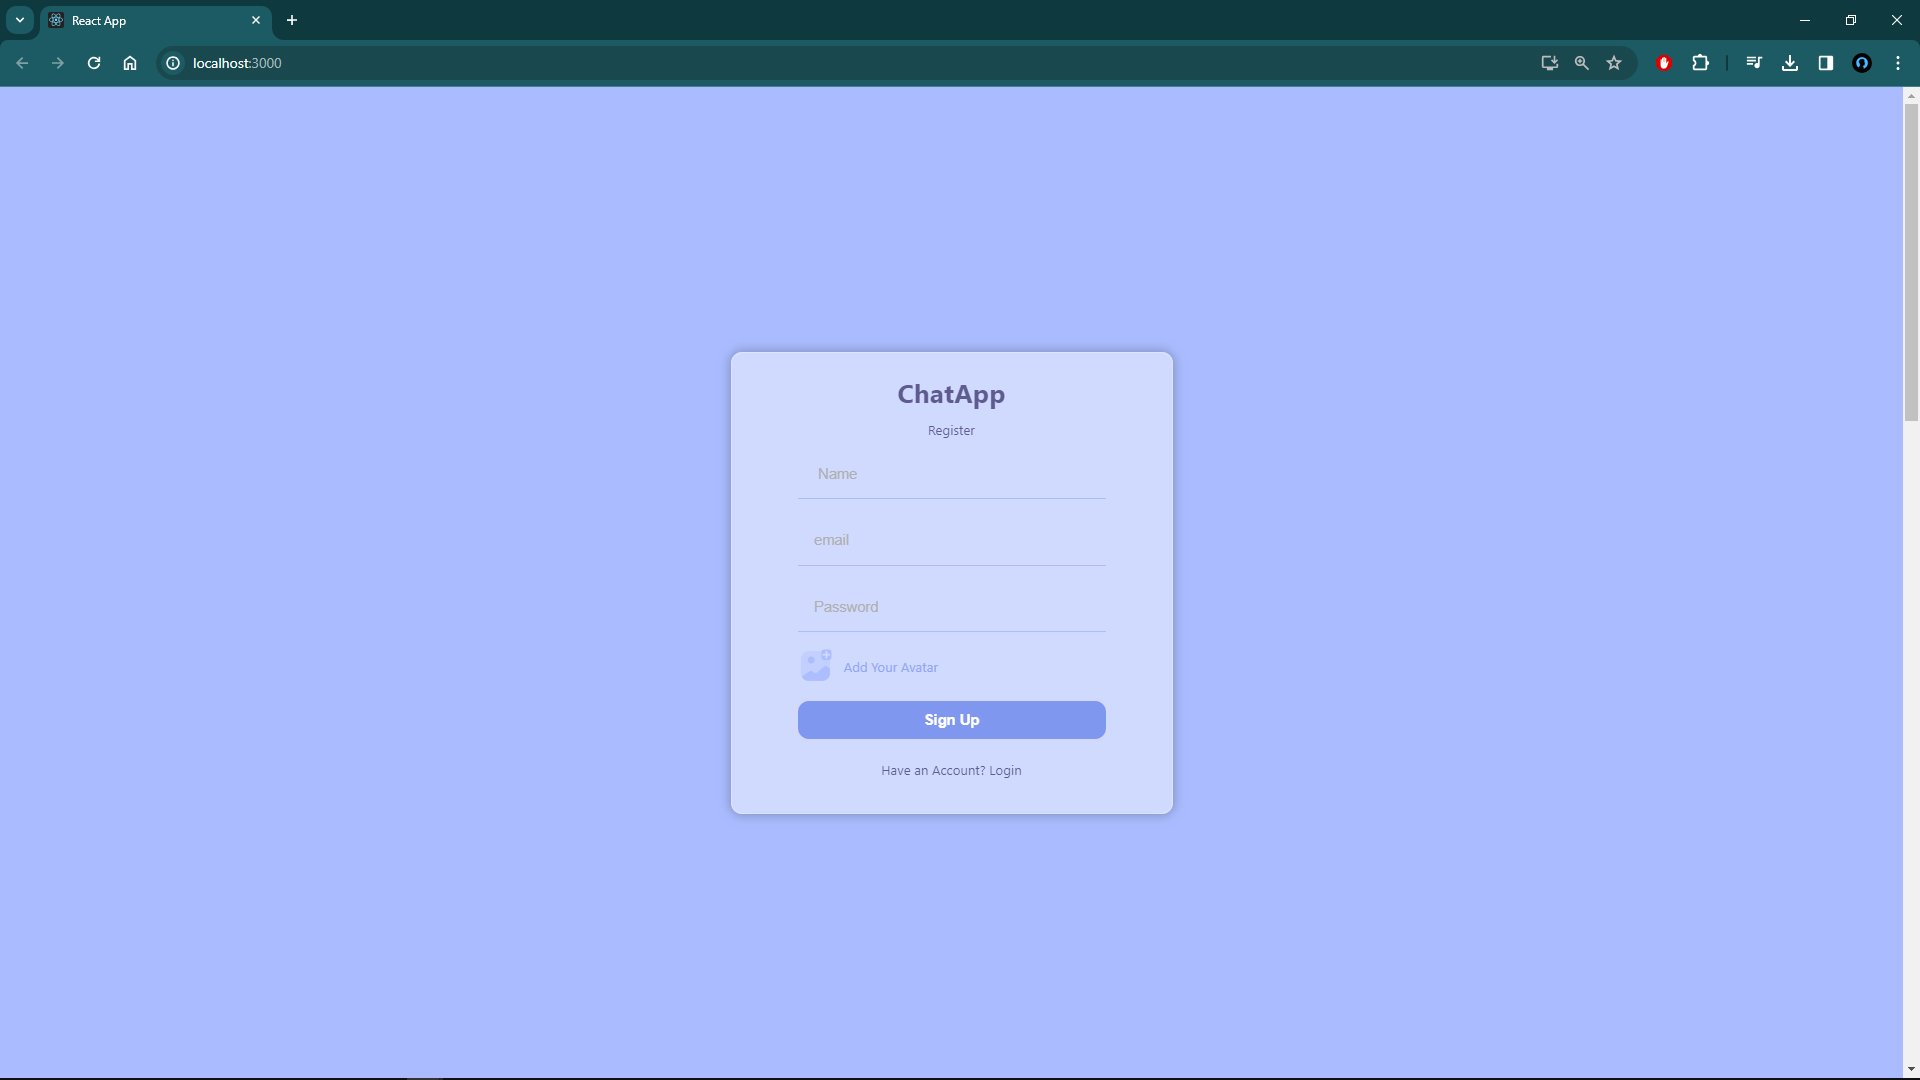 React App
localhost:3000
ChatApp
Register
Name
email
Password
Add Your Avatar
Sign Up
Have an Account? Login